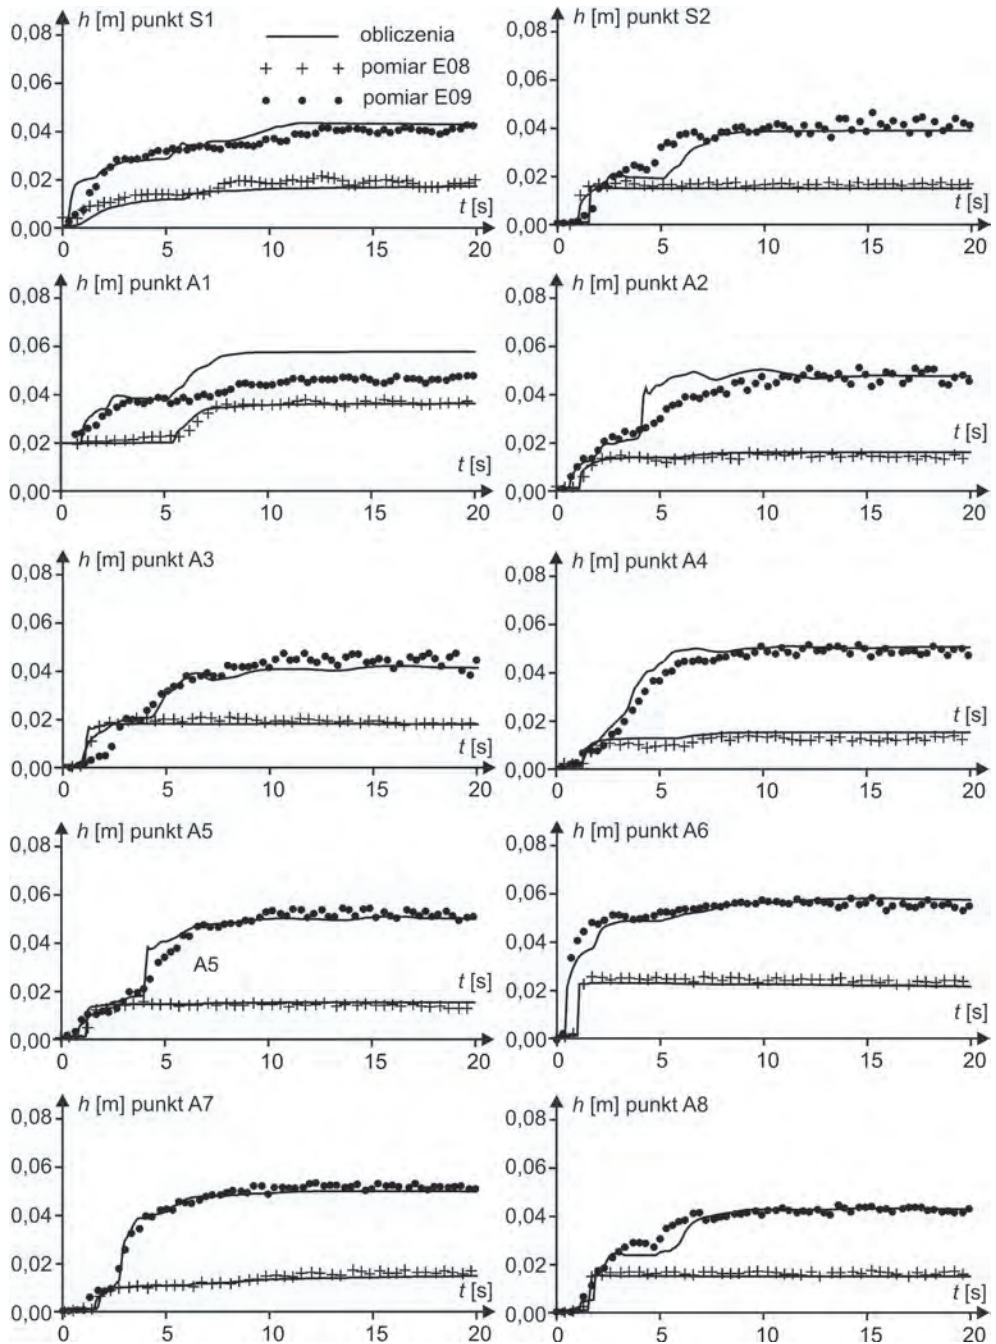 h [m] punkt S1
obliczenia
pomiar E08
pomiar E09
0,08
0,06
0,04
0,02
0,00
t [s]
0 5 10 15 20
h [m] punkt S2
0,08
0,06
0,04
0,02
0,00
t [s]
0 5 10 15 20
h [m] punkt A1
0,08
0,06
0,04
0,02
0,00
t [s]
0 5 10 15 20
h [m] punkt A2
0,08
0,06
0,04
0,02
0,00
t [s]
0 5 10 15 20
h [m] punkt A3
0,08
0,06
0,04
0,02
0,00
t [s]
0 5 10 15 20
h [m] punkt A4
0,08
0,06
0,04
0,02
0,00
t [s]
0 5 10 15 20
h [m] punkt A5
0,08
0,06
0,04
0,02
0,00
A5
t [s]
0 5 10 15 20
h [m] punkt A6
0,08
0,06
0,04
0,02
0,00
t [s]
0 5 10 15 20
h [m] punkt A7
0,08
0,06
0,04
0,02
0,00
t [s]
0 5 10 15 20
h [m] punkt A8
0,08
0,06
0,04
0,02
0,00
t [s]
0 5 10 15 20